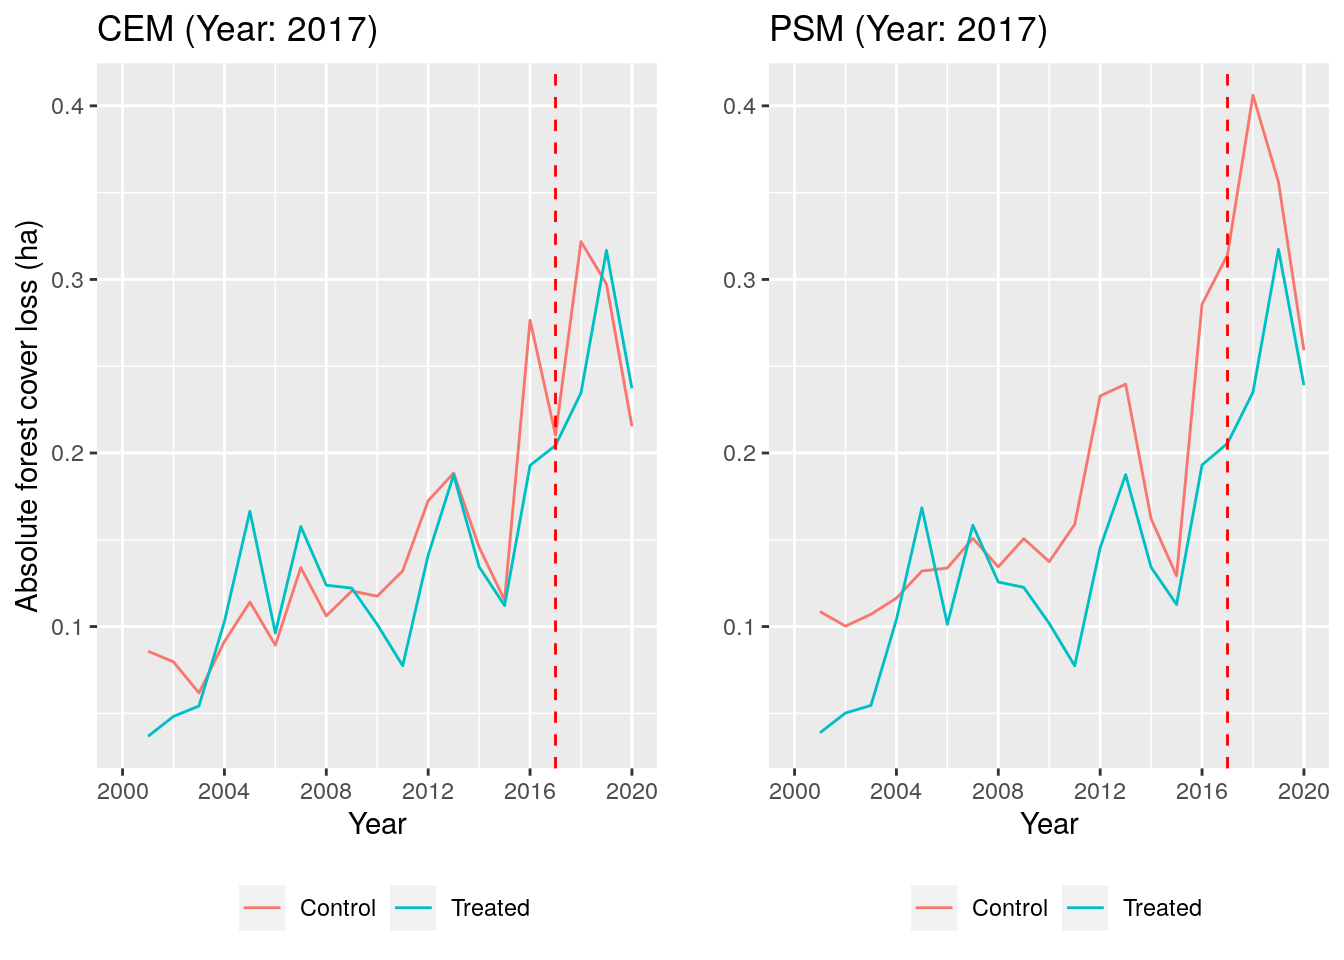 CEM (Year: 2017)
Absolute forest cover loss (ha)
0.4
0.3
0.2
0.1
2000 2004 2008 2012 2016 2020
Year
Control Treated
PSM (Year: 2017)
0.4
0.3
0.2
0.1
2000 2004 2008 2012 2016 2020
Year
Control Treated